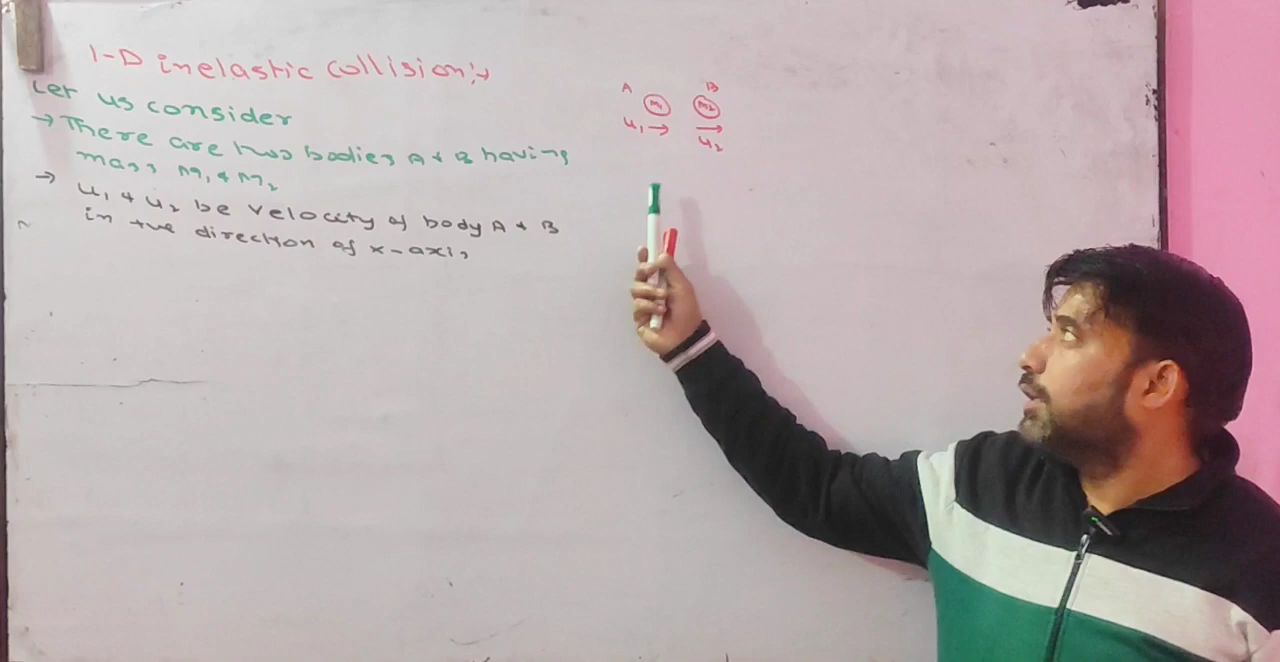 1-D inelastic collision:→
Let us consider
→ There are two bodies A & B having
mass m₁ & m₂
→ u₁ & u₂ be velocity of body A & B
in +ve direction of x-axis
A B
m₁ m₂
u₁→ →
u₂